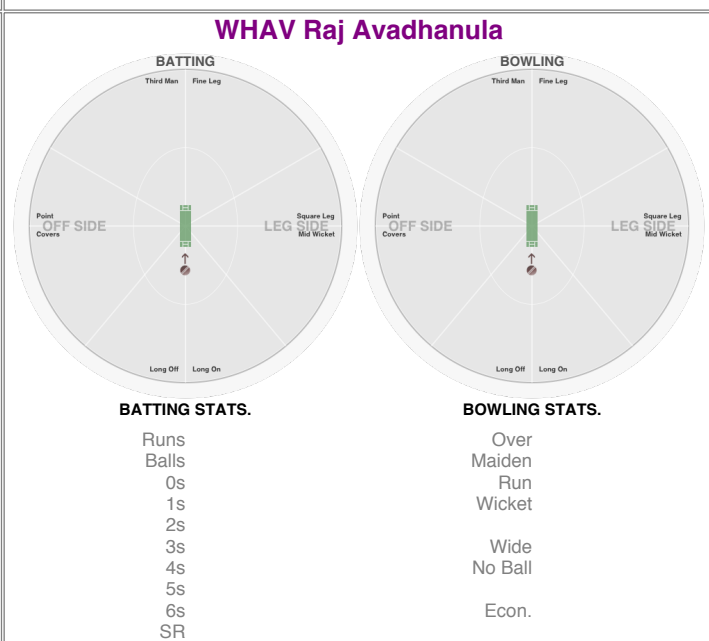 WHAV Raj Avadhanula
BATTING
Third Man Fine Leg
Point
OFF SIDE
Covers
Square Leg
LEG SIDE
Mid Wicket
Long Off Long On
BATTING STATS.
Runs
Balls
0s
1s
2s
3s
4s
5s
6s
SR
BOWLING
Third Man Fine Leg
Point
OFF SIDE
Covers
Square Leg
LEG SIDE
Mid Wicket
Long Off Long On
BOWLING STATS.
Over
Maiden
Run
Wicket
Wide
No Ball
Econ.